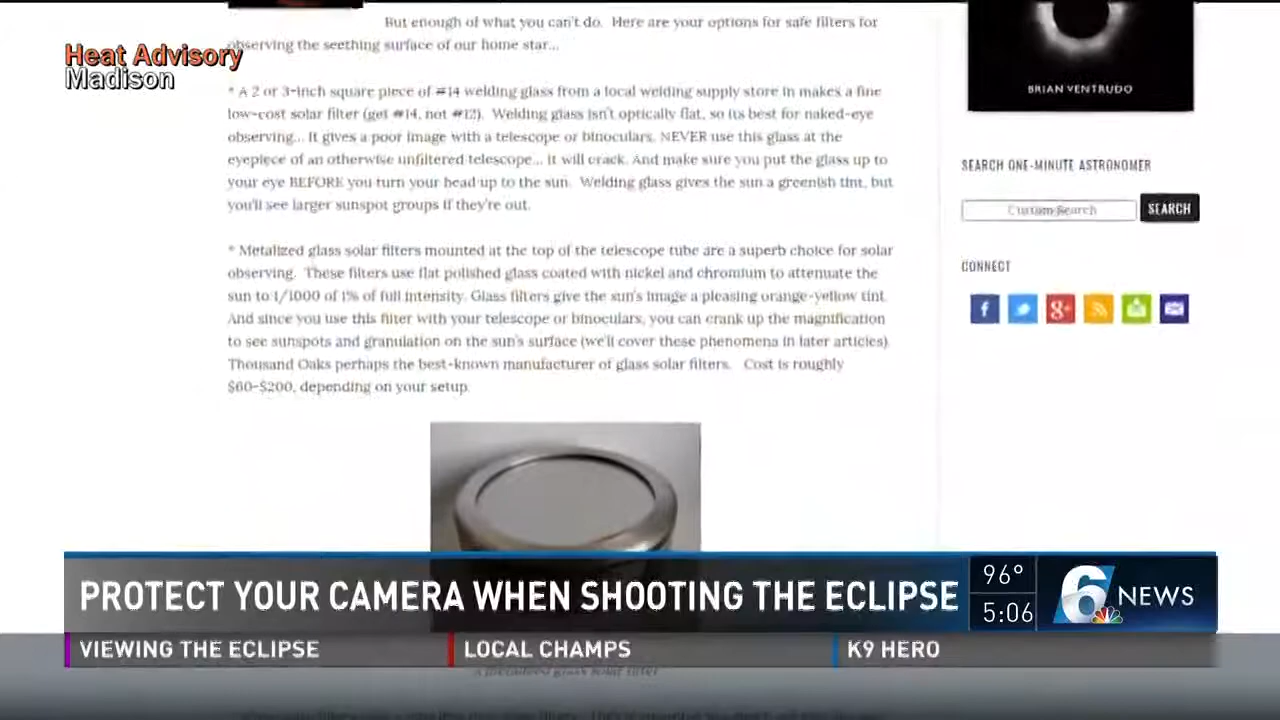 But enough of what you can't do. Here are your options for safe filters for
observing the seething surface of our home star...
Heat Advisory
Madison
* A 2 or 3-inch square piece of #14 welding glass from a local welding supply store in makes a fine
low-cost solar filter (get #14, not #12). Welding glass isn't optically flat, so its best for naked-eye
observing... It gives a poor image with a telescope or binoculars. NEVER use this glass at the
eyepiece of an otherwise unfiltered telescope... it will crack. And make sure you put the glass up to
your eye BEFORE you turn your head up to the sun. Welding glass gives the sun a greenish tint, but
you'll see larger sunspot groups if they're out.
* Metalized glass solar filters mounted at the top of the telescope tube are a superb choice for solar
observing. These filters use flat polished glass coated with nickel and chromium to attenuate the
sun to 1/1000 of 1% of full intensity. Glass filters give the sun's image a pleasing orange-yellow tint.
And since you use this filter with your telescope or binoculars, you can crank up the magnification
to see sunspots and granulation on the sun's surface (we'll cover these phenomena in later articles).
Thousand Oaks perhaps the best-known manufacturer of glass solar filters. Cost is roughly
$60-$200, depending on your setup.
BRIAN VENTRUDO
SEARCH ONE-MINUTE ASTRONOMER
Custom Search
SEARCH
CONNECT
f
g+
PROTECT YOUR CAMERA WHEN SHOOTING THE ECLIPSE
96°
5:06
6 NEWS
VIEWING THE ECLIPSE
LOCAL CHAMPS
K9 HERO
a metalized glass solar filter